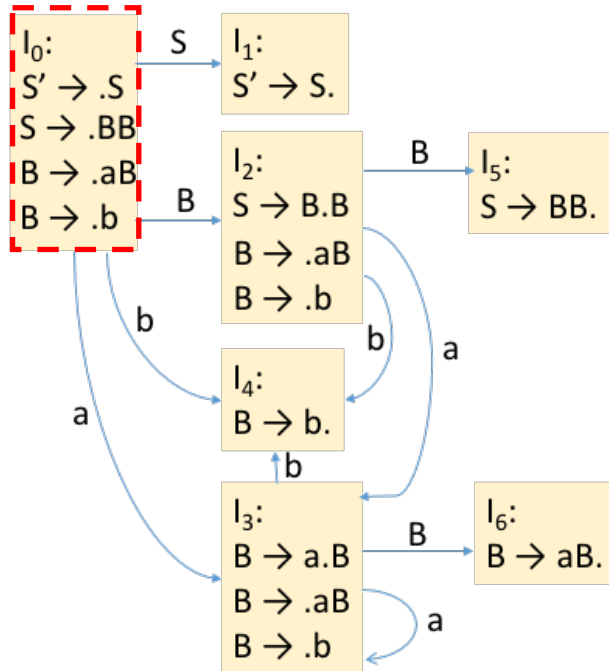 I₀:
S’ → .S
S → .BB
B → .aB
B → .b
S
I₁:
S’ → S.
B
I₂:
S → B.B
B → .aB
B → .b
B
I₅:
S → BB.
b
b
a
a
I₄:
B → b.
b
I₃:
B → a.B
B → .aB
B → .b
B
a
I₆:
B → aB.